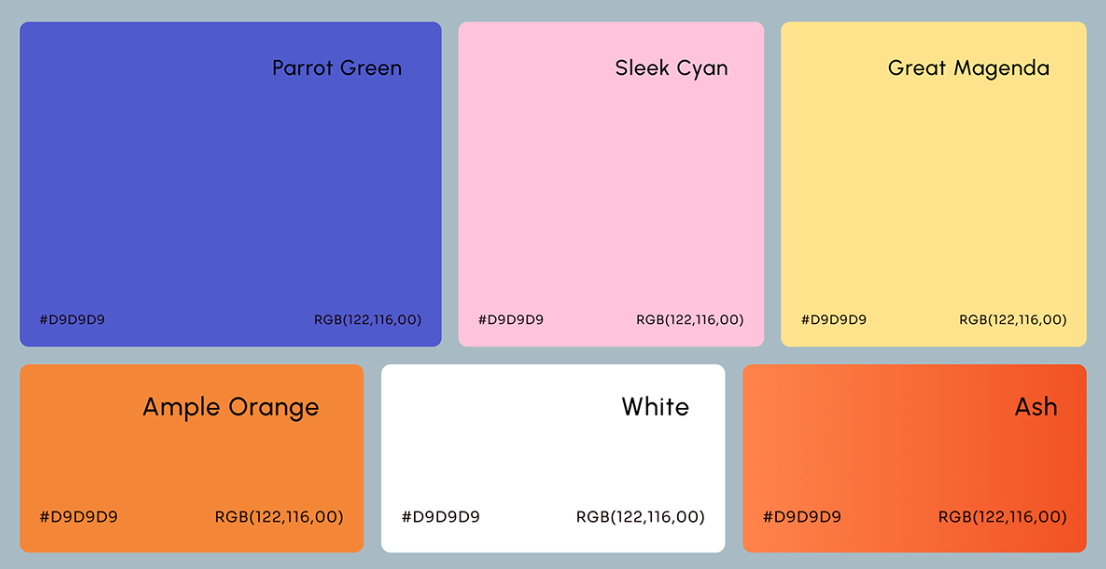 Parrot Green
#D9D9D9 RGB(122,116,00)
Sleek Cyan
#D9D9D9 RGB(122,116,00)
Great Magenda
#D9D9D9 RGB(122,116,00)
Ample Orange
#D9D9D9 RGB(122,116,00)
White
#D9D9D9 RGB(122,116,00)
Ash
#D9D9D9 RGB(122,116,00)